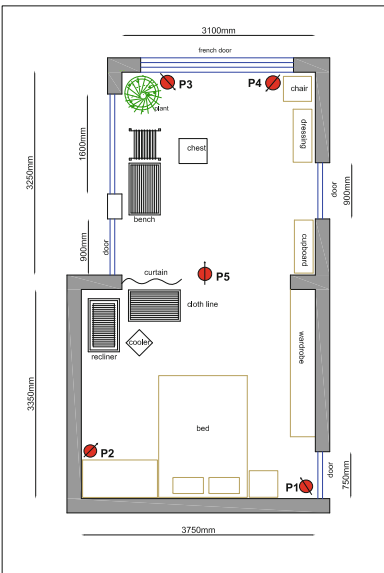 3100mm
french door
P3
P4
chair
plant
dressing
1600mm
3250mm
chest
door
900mm
bench
900mm
door
cupboard
curtain
P5
cloth line
cooler
recliner
wardrobe
3350mm
bed
P2
P1
door
750mm
3750mm